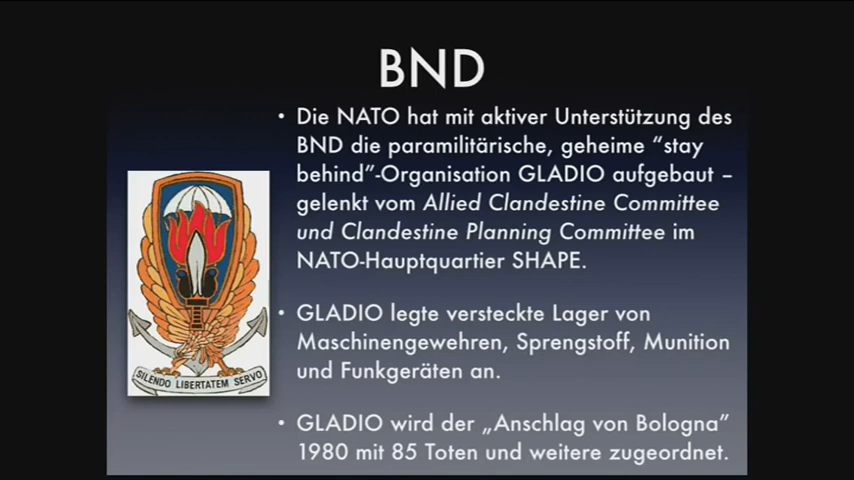 BND
• Die NATO hat mit aktiver Unterstützung des
BND die paramilitärische, geheime “stay
behind”-Organisation GLADIO aufgebaut –
gelenkt vom Allied Clandestine Committee
und Clandestine Planning Committee im
NATO-Hauptquartier SHAPE.
• GLADIO legte versteckte Lager von
Maschinengewehren, Sprengstoff, Munition
und Funkgeräten an.
• GLADIO wird der „Anschlag von Bologna“
1980 mit 85 Toten und weitere zugeordnet.
SILENDO LIBERTATEM SERVO